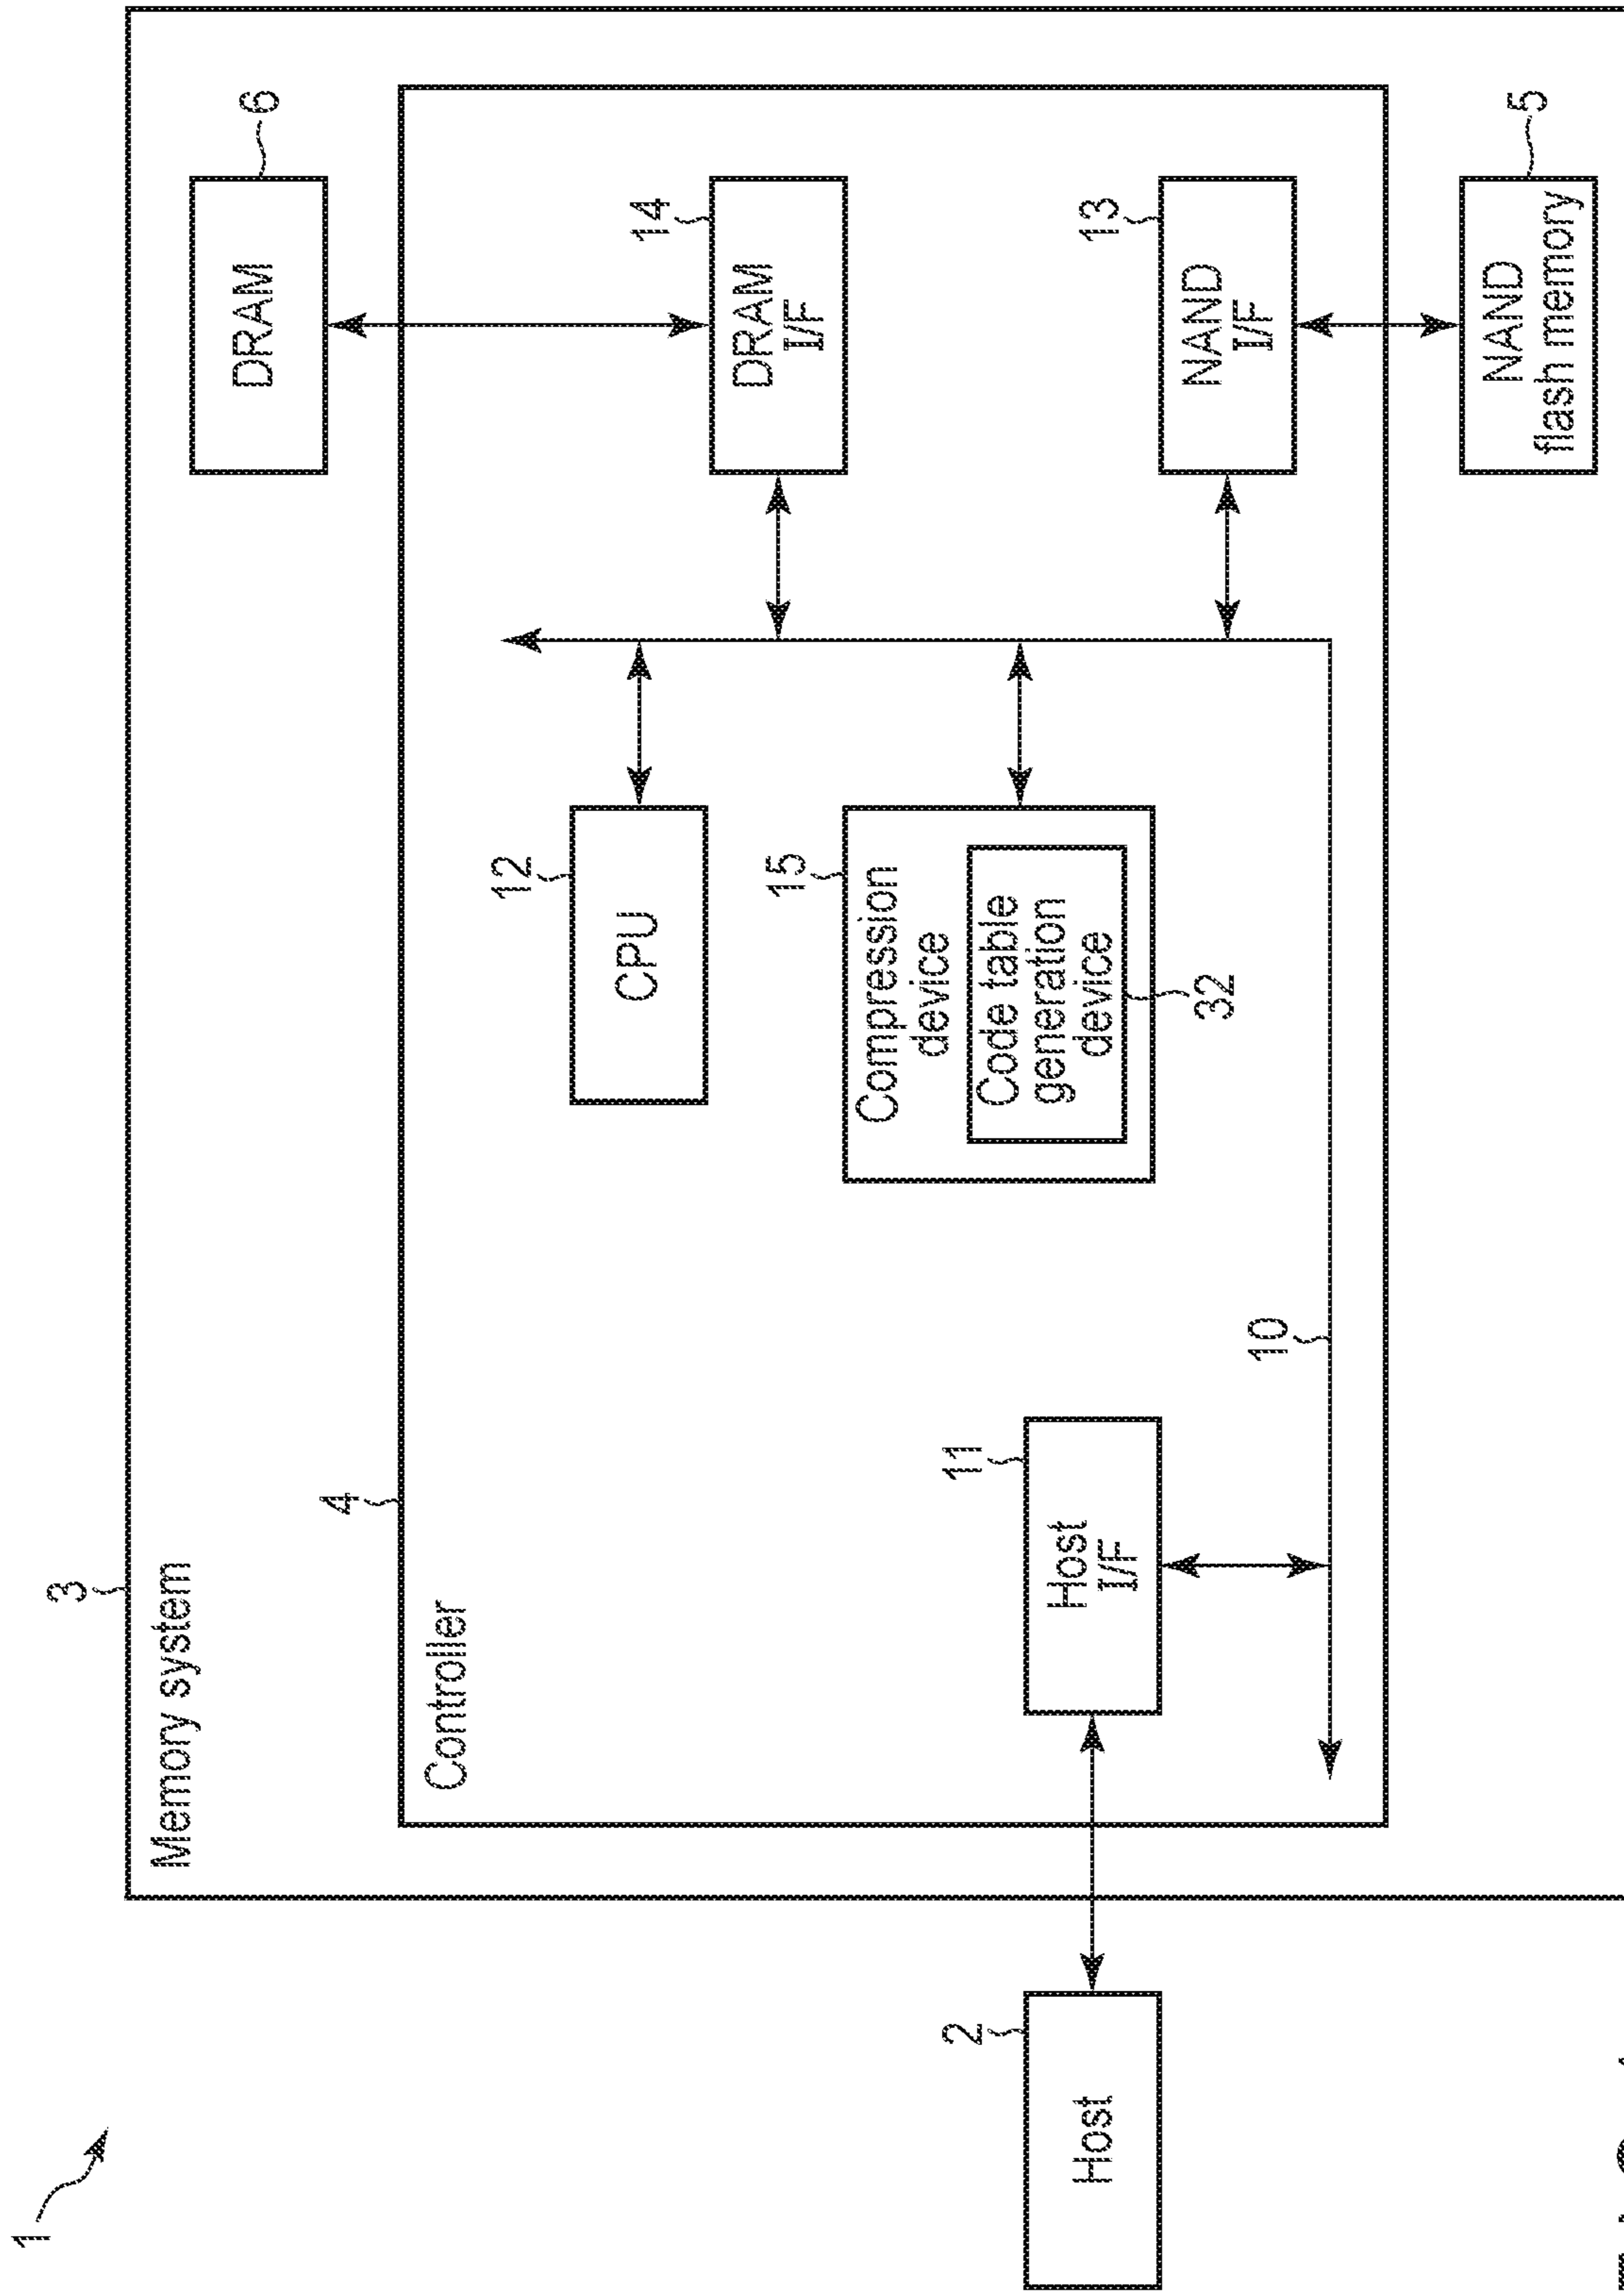 1
3
Memory system
6
DRAM
4
Controller
14
DRAM
I/F
12
CPU
15
Compression
device
Code table
generation
device
32
13
NAND
I/F
5
NAND
flash memory
2
Host
11
Host
I/F
10